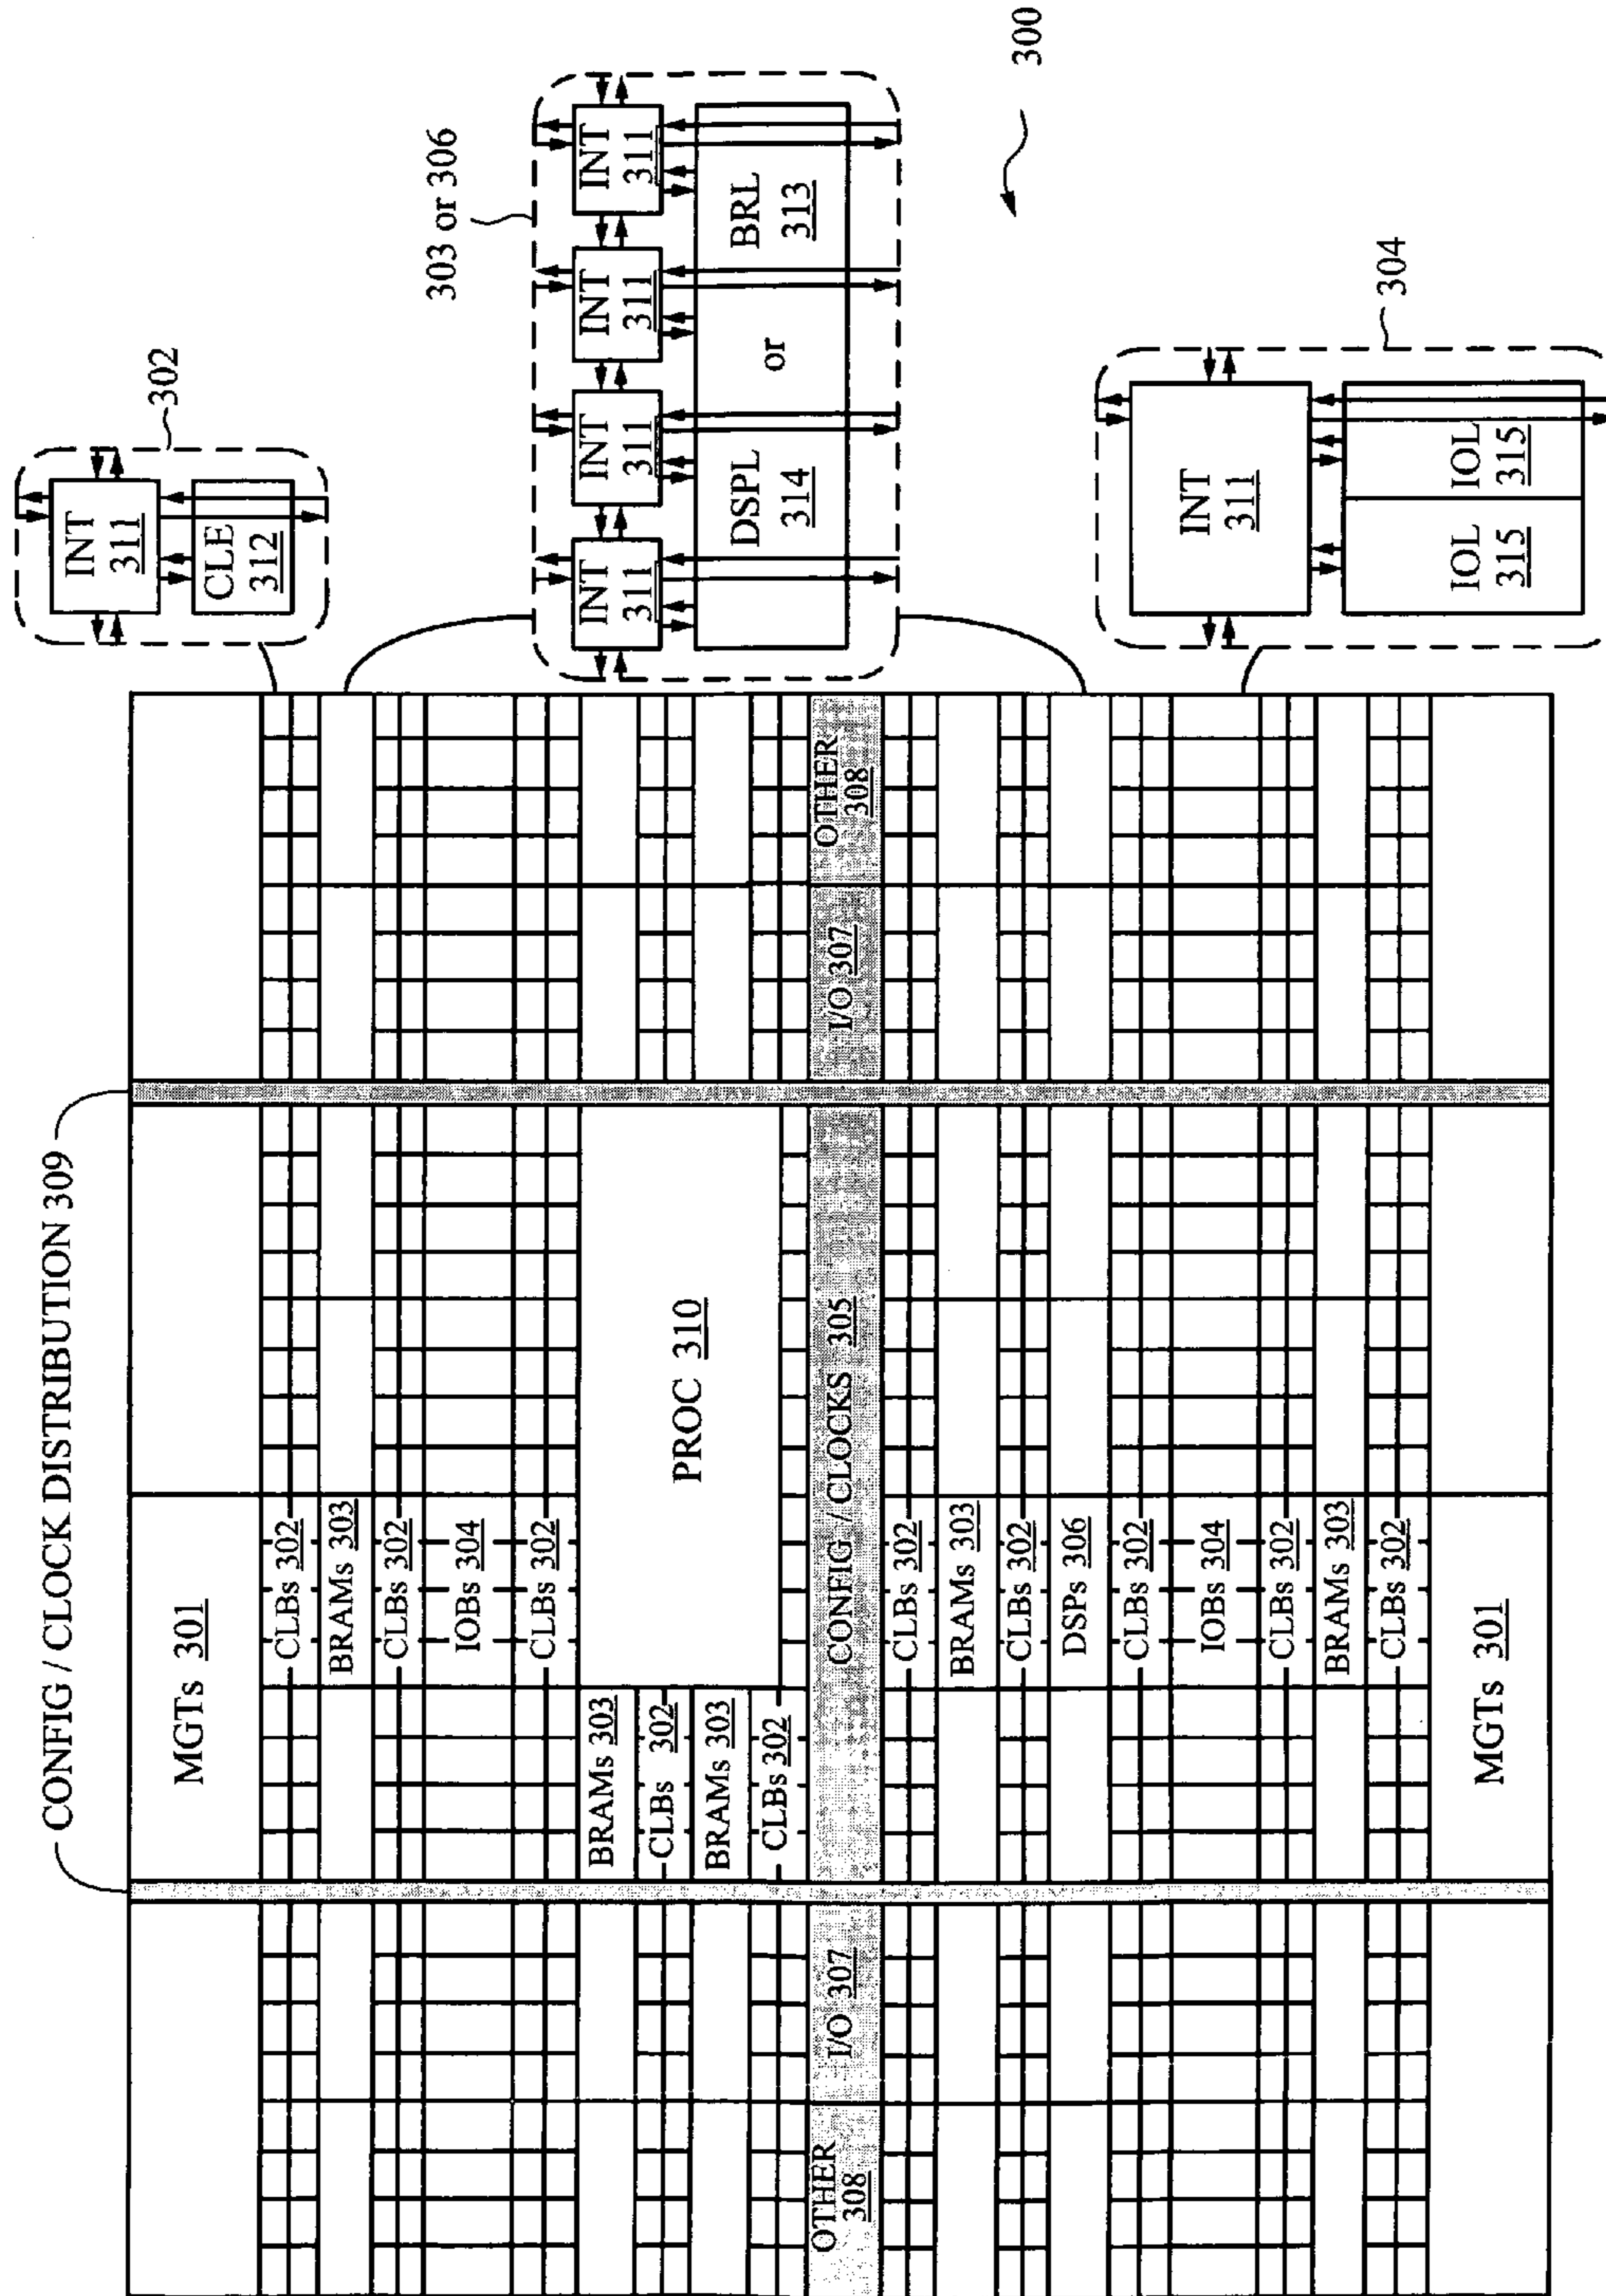 CONFIG / CLOCK DISTRIBUTION 309
MGTs 301
CLBs 302
BRAMs 303
CLBs 302
IOBs 304
CLBs 302
BRAMs 303
CLBs 302
BRAMs 303
CLBs 302
PROC 310
OTHER
308
I/O 307
CONFIG / CLOCKS 305
I/O 307
OTHER
308
CLBs 302
BRAMs 303
CLBs 302
DSPs 306
CLBs 302
IOBs 304
CLBs 302
BRAMs 303
CLBs 302
MGTs 301
302
INT
311
CLE
312
303 or 306
INT
311
INT
311
INT
311
INT
311
DSPL
314
or
BRL
313
304
INT
311
IOL
315
IOL
315
300